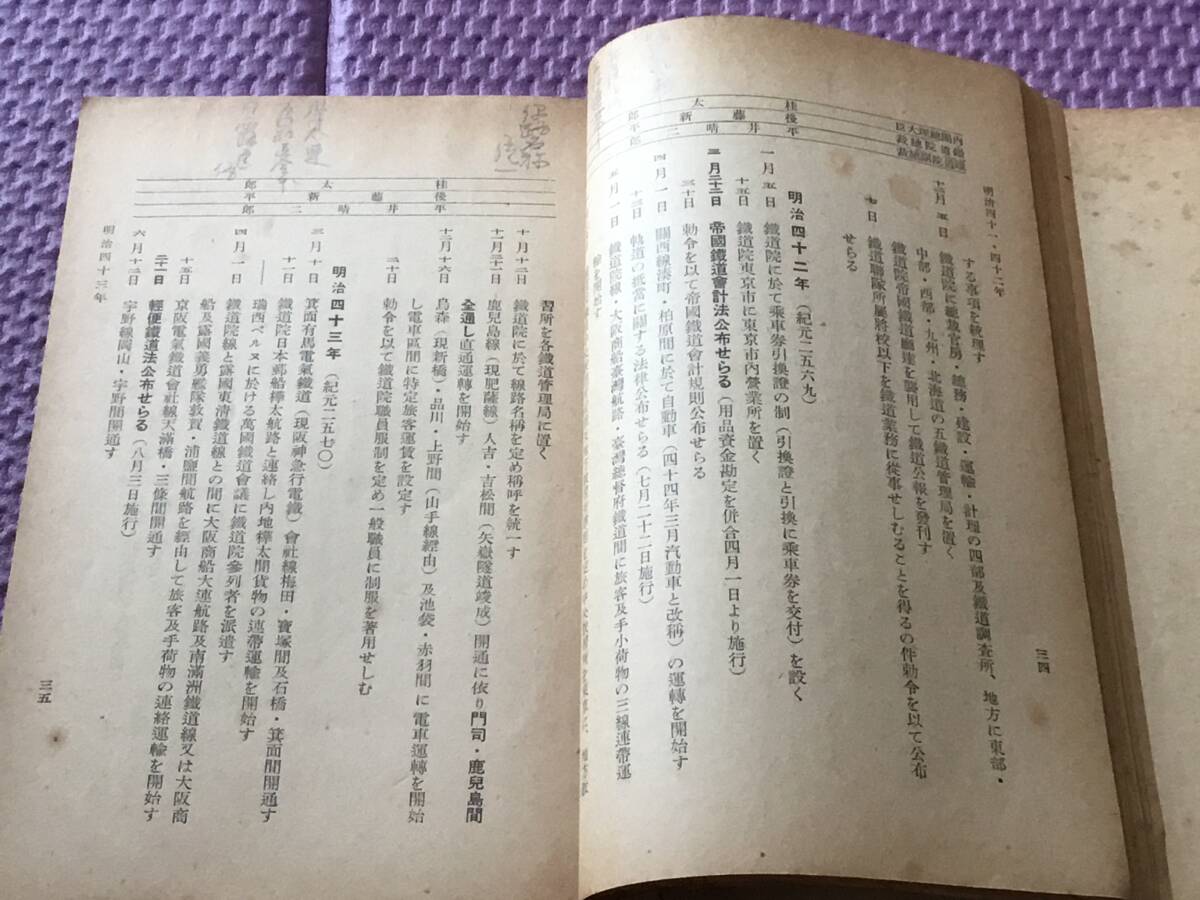 明治四十一・四十二年
三四
する事項を統理す
十二月五日 鐵道院に總裁官房・總務・建設・運輸・計理の四部及鐵道調査所、地方に東部・
中部・西部・九州・北海道の五鐵道管理局を置く
鐵道院帝國鐵道廳達を襲用して鐵道公報を發刊す
七日 鐵道聯隊所屬將校以下を鐵道業務に從事せしむることを得るの件勅令を以て公布
せらる
明治四十二年(紀元二五六九)
一月五日 鐵道院に於て乘車券引換證の制(引換證と引換に乘車券を交付)を設く
十五日 鐵道院東京市に東京市內營業所を置く
三月二十二日 帝國鐵道會計法公布せらる(用品資金勘定を併合四月一日より施行)
三十日 勅令を以て帝國鐵道會計規則公布せらる
四月一日 關西線湊町・柏原間に於て自動車(四十四年三月汽動車と改稱)の運轉を開始す
十三日 軌道の抵當に關する法律公布せらる(七月二十二日施行)
五月一日 鐵道院線・大阪商船臺灣航路・臺灣總督府鐵道間に旅客及手小荷物の三線連帶運
輸を開始す
桂太郎
後藤新平
平井晴二郎
習所を各鐵道管理局に置く
十月十二日 鐵道院に於て線路名稱を定め稱呼を統一す
十一月二十一日 鹿兒島線(現肥薩線)人吉・吉松間(矢嶽隧道竣成)開通に依り門司・鹿兒島間
全通し直通運轉を開始す
十二月十六日 烏森(現新橋)・品川・上野間(山手線經由)及池袋・赤羽間に電車運轉を開始
し電車區間に特定旅客運賃を設定す
三十日 勅令を以て鐵道院職員服制を定め一般職員に制服を著用せしむ
明治四十三年(紀元二五七〇)
三月十日 箕面有馬電氣鐵道(現阪神急行電鐵)會社線梅田・寶塚間及石橋・箕面間開通す
十一日 鐵道院日本郵船樺太航路と連絡し內地樺太間貨物の連帶運輸を開始す
瑞西ベルヌに於ける萬國鐵道會議に鐵道院參列者を派遣す
四月一日 鐵道院線と露國東淸鐵道線との間に大阪商船大連航路及南滿洲鐵道線又は大阪商
船及露國義勇艦隊敦賀・浦鹽間航路を經由して旅客及手荷物の連絡運輸を開始す
十五日 京阪電氣鐵道會社線天滿橋・三條間開通す
二十一日 輕便鐵道法公布せらる(八月三日施行)
六月十二日 宇野線岡山・宇野間開通す
明治四十三年
三五
桂太郎
後藤新平
平井晴二郎